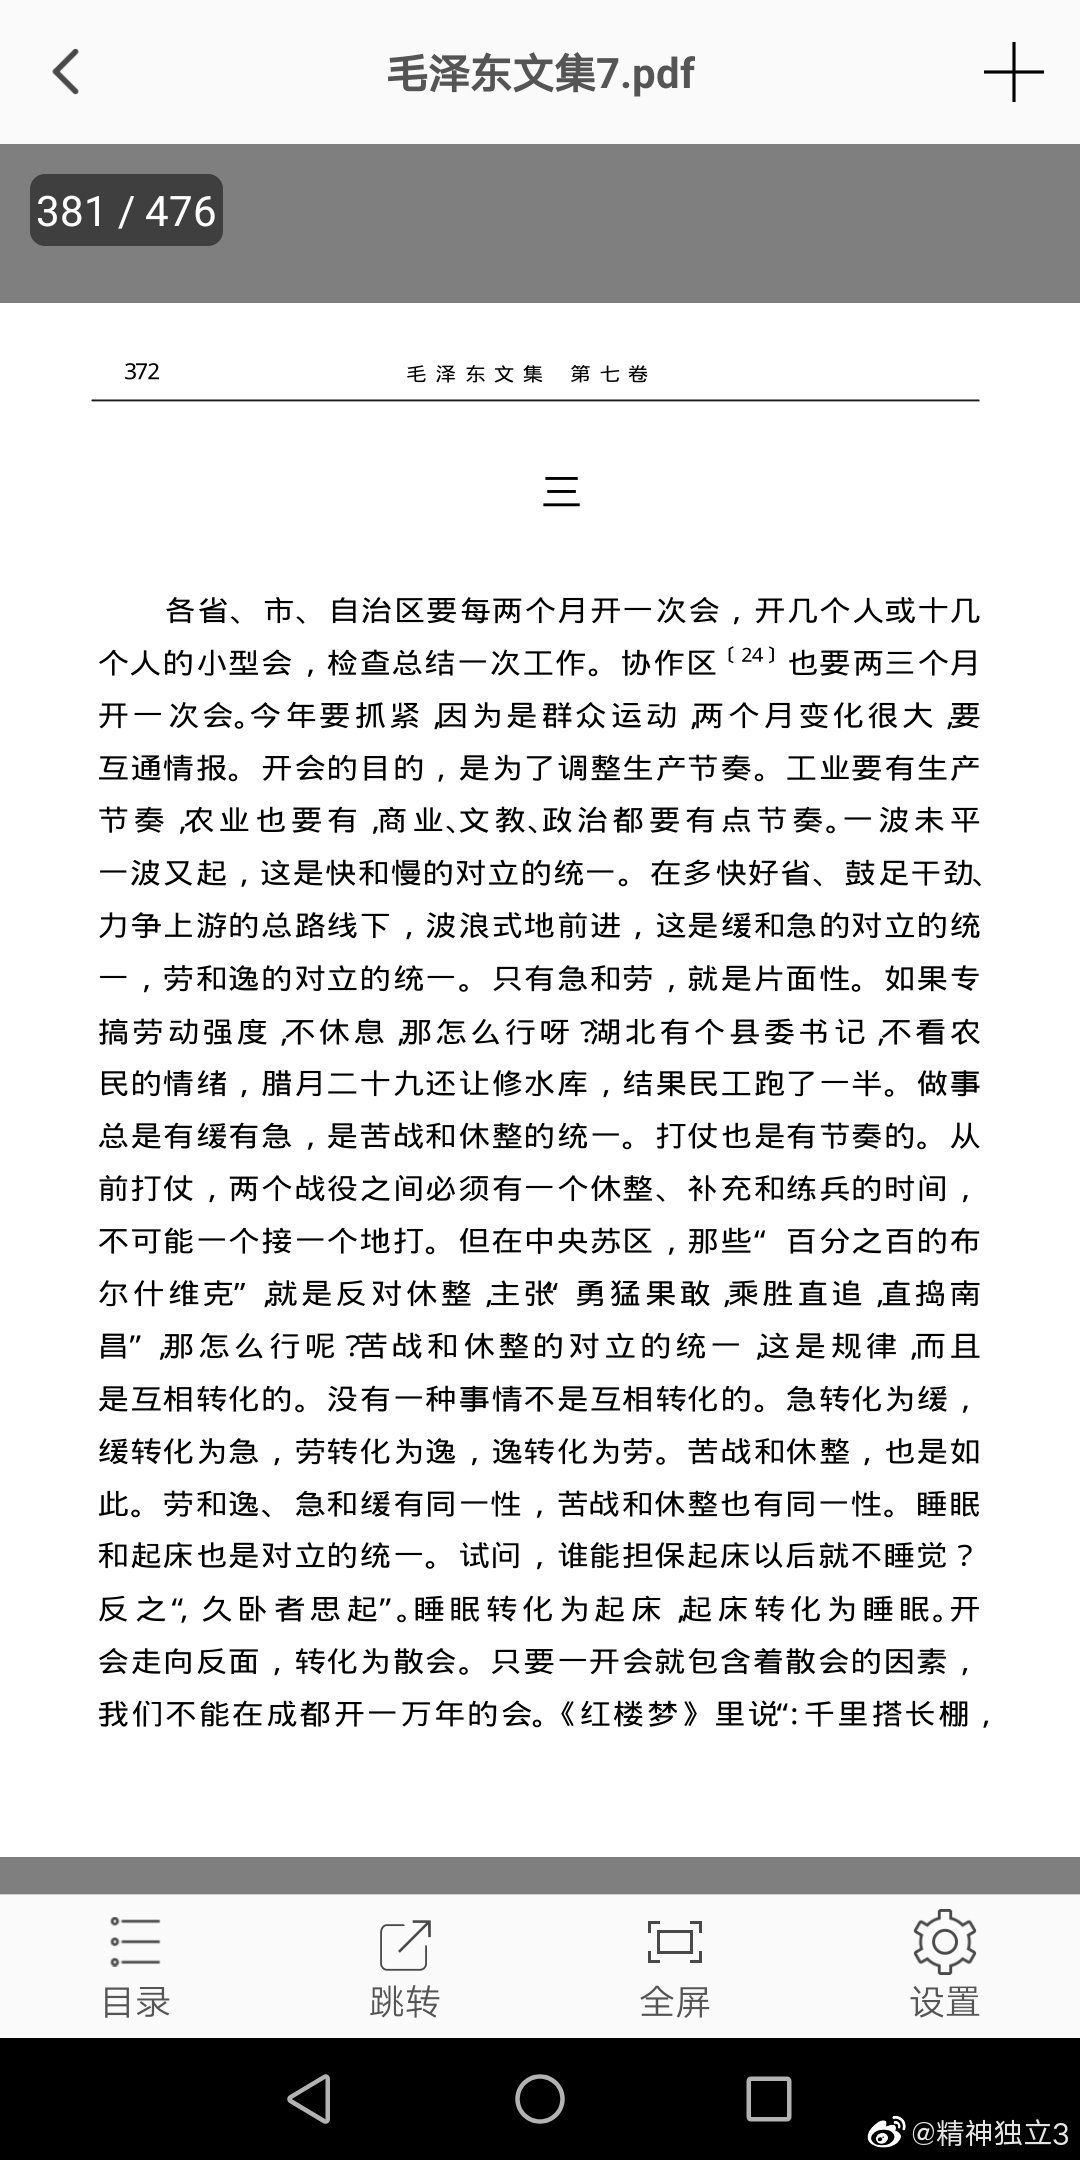 毛泽东文集7.pdf
381 / 476
372 毛泽东文集 第七卷
三
各省、市、自治区要每两个月开一次会，开几个人或十几
个人的小型会，检查总结一次工作。协作区〔24〕也要两三个月
开一次会。今年要抓紧，因为是群众运动，两个月变化很大，要
互通情报。开会的目的，是为了调整生产节奏。工业要有生产
节奏，农业也要有，商业、文教、政治都要有点节奏。一波未平
一波又起，这是快和慢的对立的统一。在多快好省、鼓足干劲、
力争上游的总路线下，波浪式地前进，这是缓和急的对立的统
一，劳和逸的对立的统一。只有急和劳，就是片面性。如果专
搞劳动强度，不休息，那怎么行呀？湖北有个县委书记，不看农
民的情绪，腊月二十九还让修水库，结果民工跑了一半。做事
总是有缓有急，是苦战和休整的统一。打仗也是有节奏的。从
前打仗，两个战役之间必须有一个休整、补充和练兵的时间，
不可能一个接一个地打。但在中央苏区，那些“百分之百的布
尔什维克”，就是反对休整，主张“勇猛果敢，乘胜直追，直捣南
昌”，那怎么行呢？苦战和休整的对立的统一，这是规律，而且
是互相转化的。没有一种事情不是互相转化的。急转化为缓，
缓转化为急，劳转化为逸，逸转化为劳。苦战和休整，也是如
此。劳和逸、急和缓有同一性，苦战和休整也有同一性。睡眠
和起床也是对立的统一。试问，谁能担保起床以后就不睡觉？
反之“，久卧者思起”。睡眠转化为起床，起床转化为睡眠。开
会走向反面，转化为散会。只要一开会就包含着散会的因素，
我们不能在成都开一万年的会。《红楼梦》里说“：千里搭长棚，
目录 跳转 全屏 设置
@精神独立3